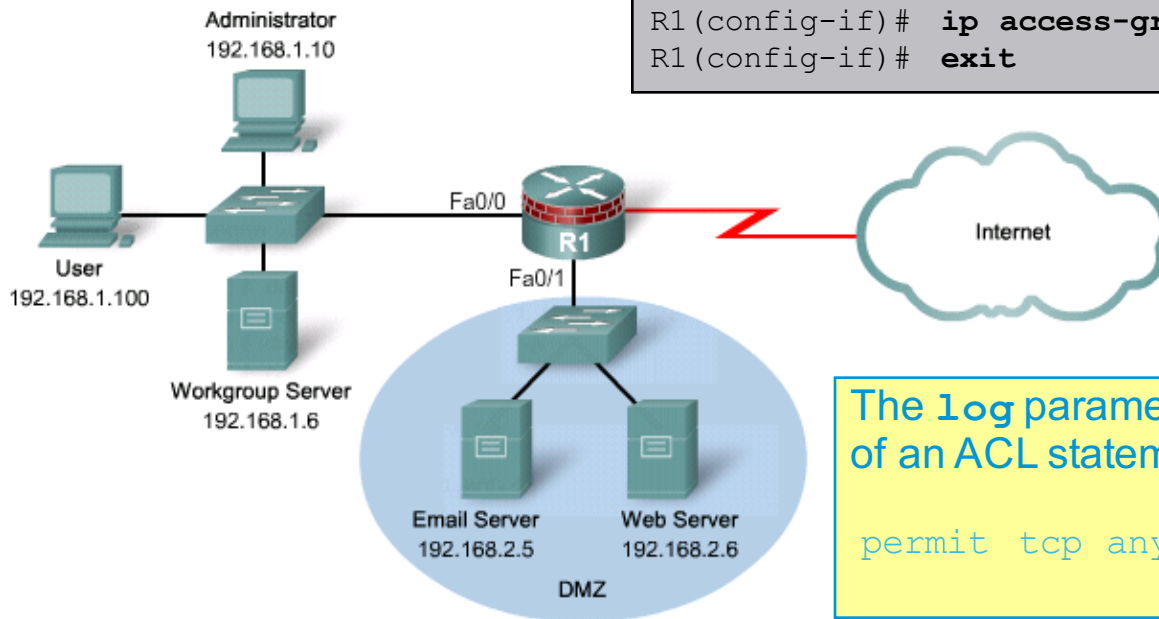 R1(config-if)# ip access-gr
R1(config-if)# exit
Administrator
192.168.1.10
User
192.168.1.100
Workgroup Server
192.168.1.6
Fa0/0
R1
Fa0/1
Internet
Email Server
192.168.2.5
Web Server
192.168.2.6
DMZ
The log parame
of an ACL statem
permit tcp any